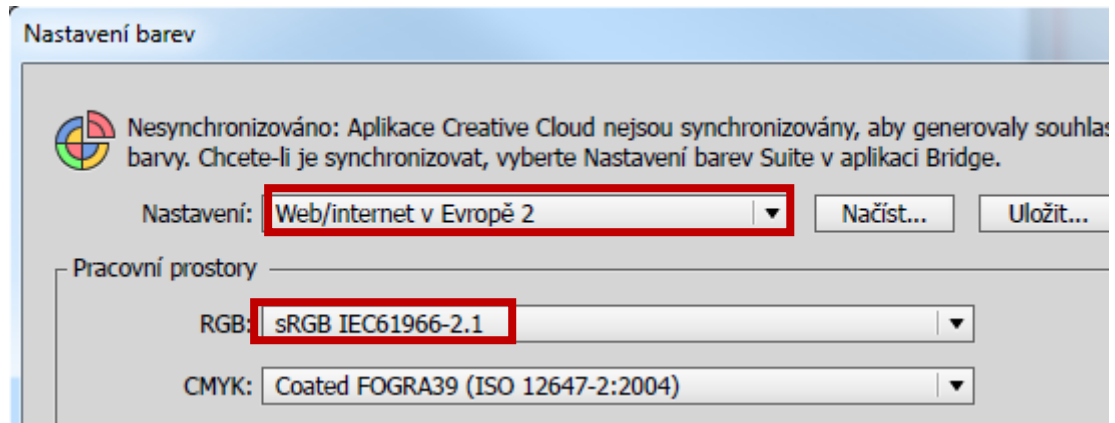 Nastavení barev
Nesynchronizováno: Aplikace Creative Cloud nejsou synchronizovány, aby generovaly
barvy. Chcete-li je synchronizovat, vyberte Nastavení barev Suite v aplikaci Bridge.
Nastavení: Web/internet v Evropě 2 Načíst... Uložit...
Pracovní prostory
RGB: sRGB IEC61966-2.1
CMYK: Coated FOGRA39 (ISO 12647-2:2004)